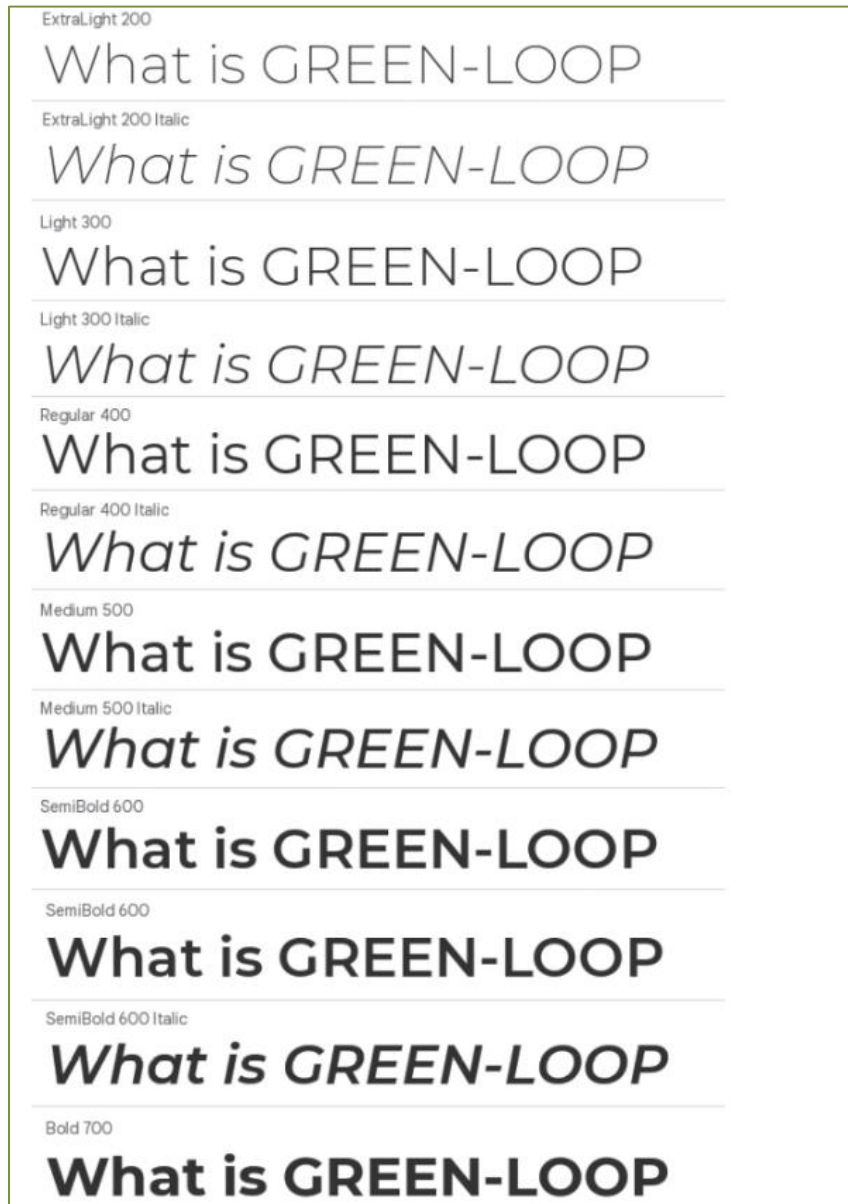 ExtraLight 200
What is GREEN-LOOP
ExtraLight 200 Italic
What is GREEN-LOOP
Light 300
What is GREEN-LOOP
Light 300 Italic
What is GREEN-LOOP
Regular 400
What is GREEN-LOOP
Regular 400 Italic
What is GREEN-LOOP
Medium 500
What is GREEN-LOOP
Medium 500 Italic
What is GREEN-LOOP
SemiBold 600
What is GREEN-LOOP
SemiBold 600
What is GREEN-LOOP
SemiBold 600 Italic
What is GREEN-LOOP
Bold 700
What is GREEN-LOOP